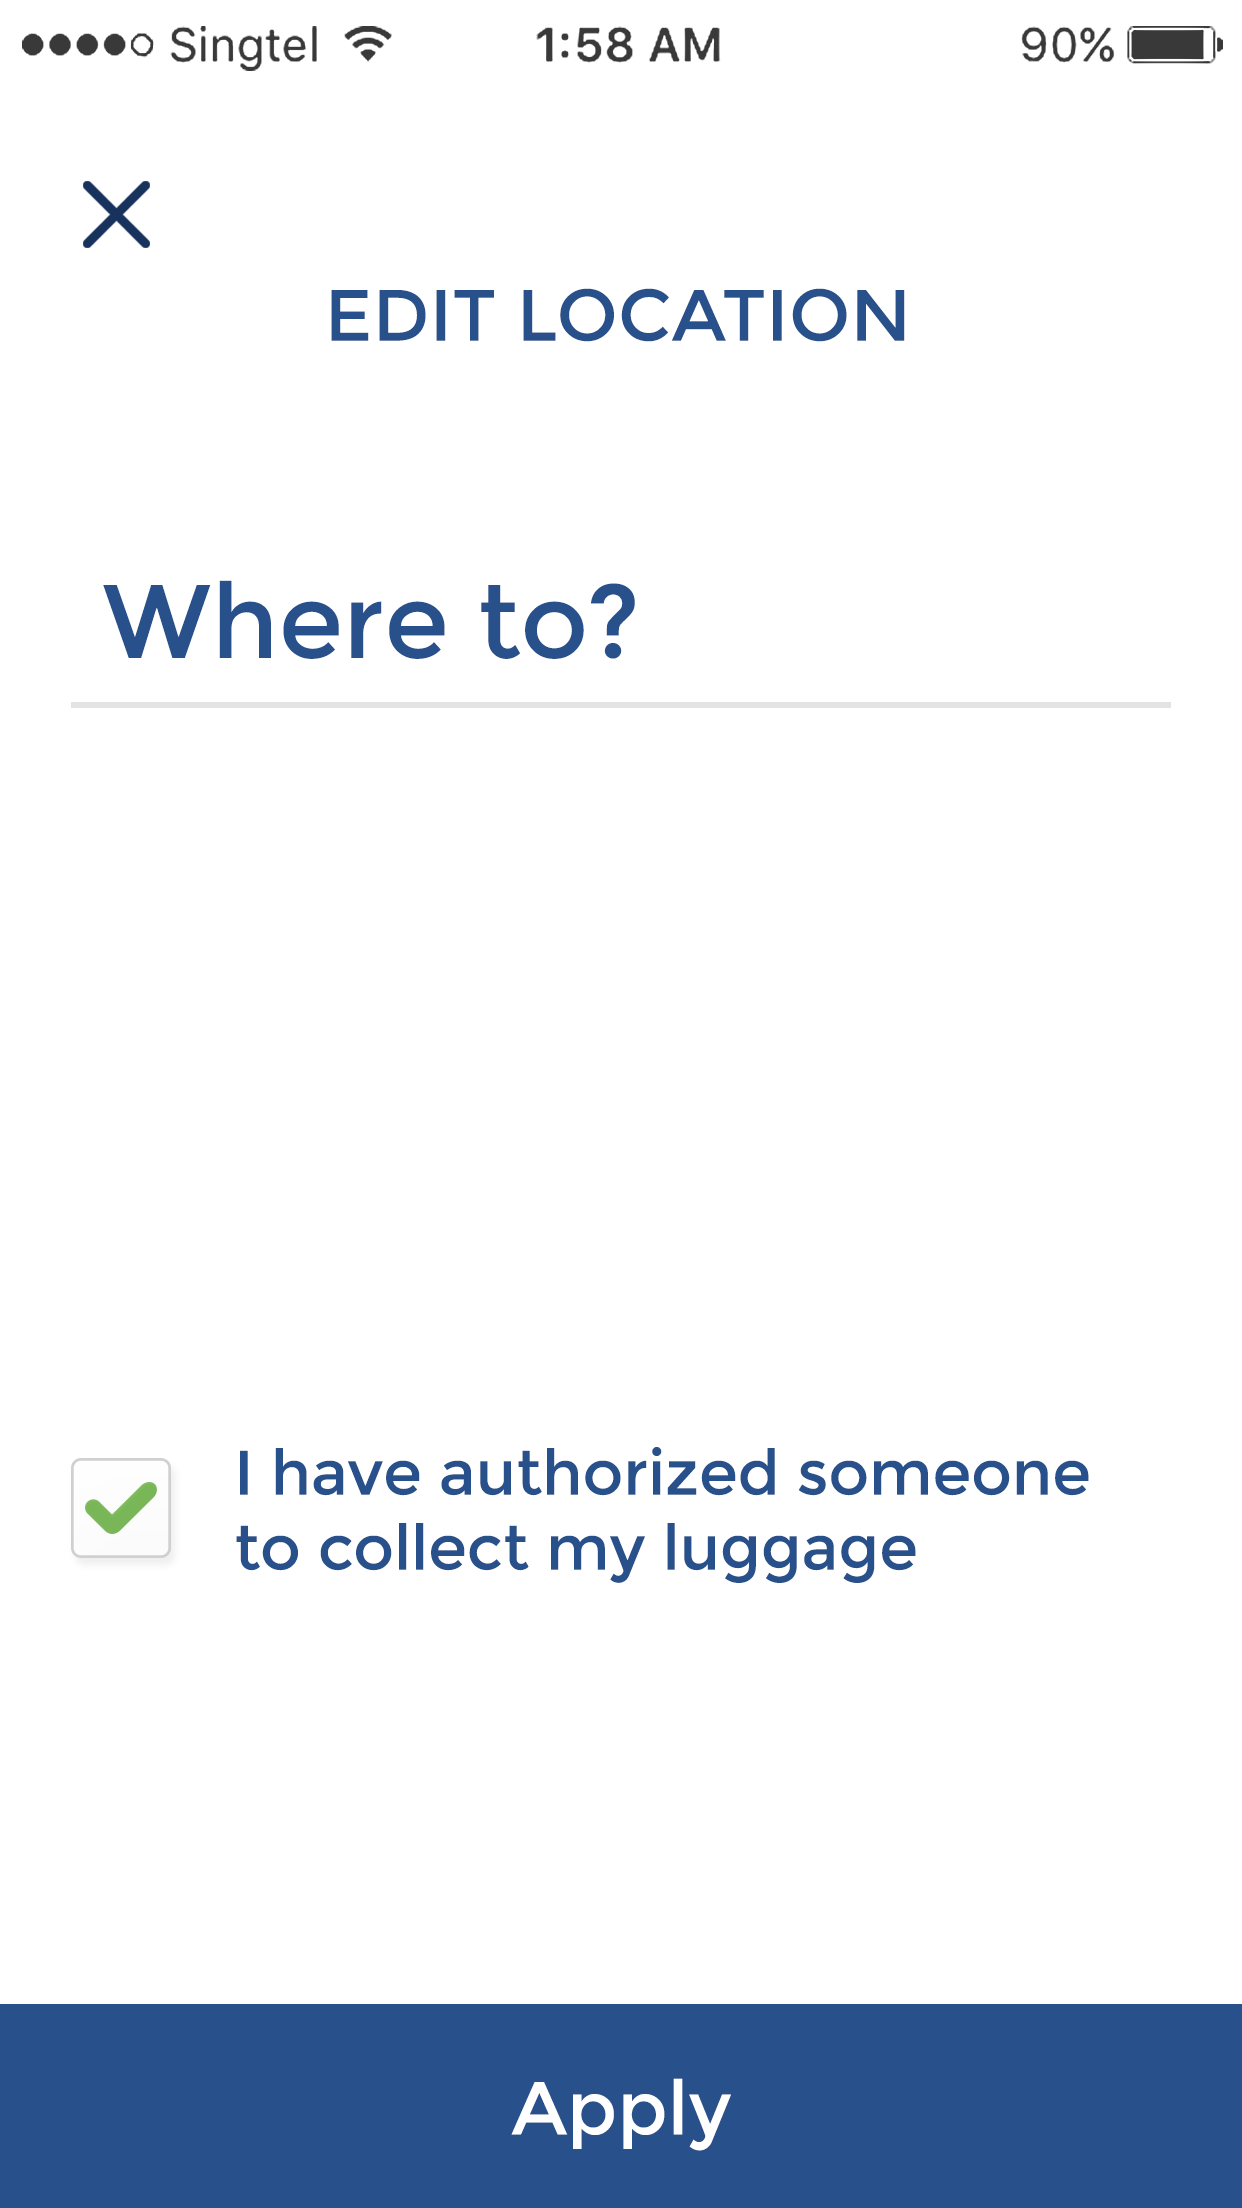 Singtel 1:58 AM 90%
EDIT LOCATION
Where to?
I have authorized someone
to collect my luggage
Apply